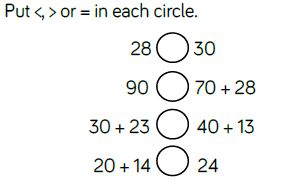 Put <, > or = in each circle.
28 30
90 70 + 28
30 + 23 40 + 13
20 + 14 24